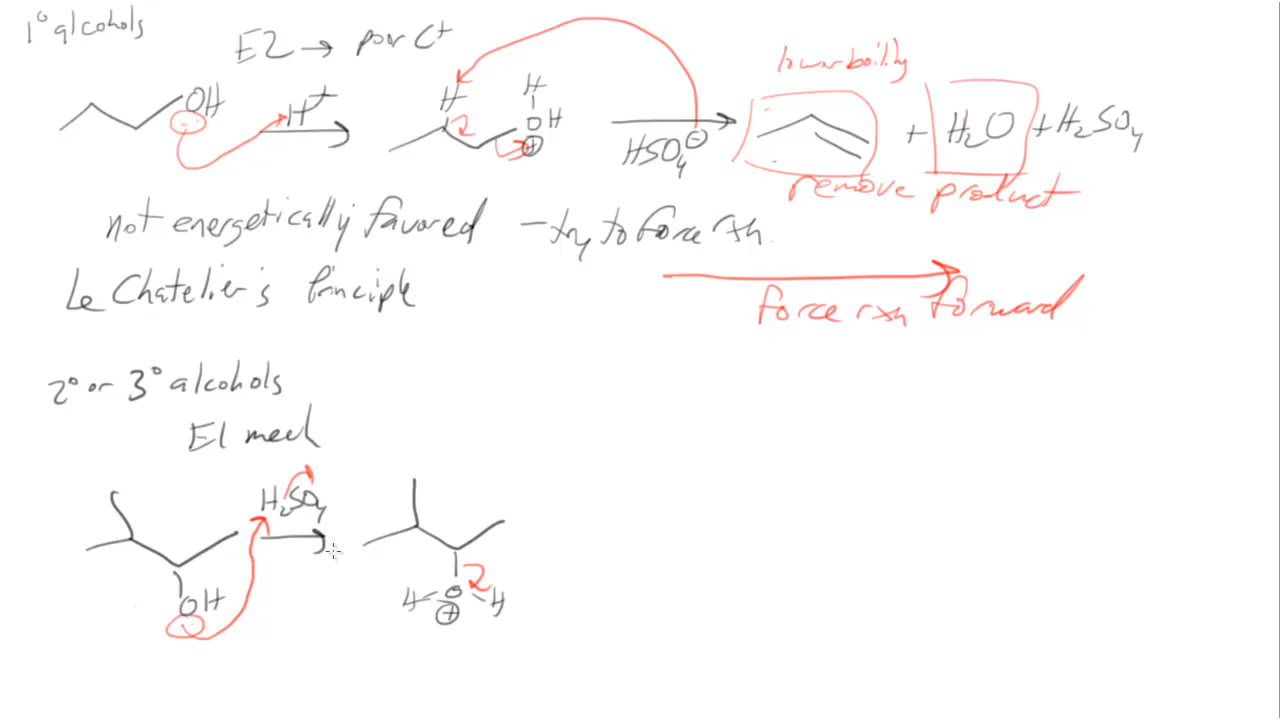 1° alcohols
E2 → poor C+
OH
H+
H
H
OH
⊕
HSO4⊖
lower boiling
+ H2O + H2SO4
remove product
not energetically favored - try to force rxn
Le Chatelier's Principle
force rxn forward
2° or 3° alcohols
E1 mech
H2SO4
OH
H O H
⊕